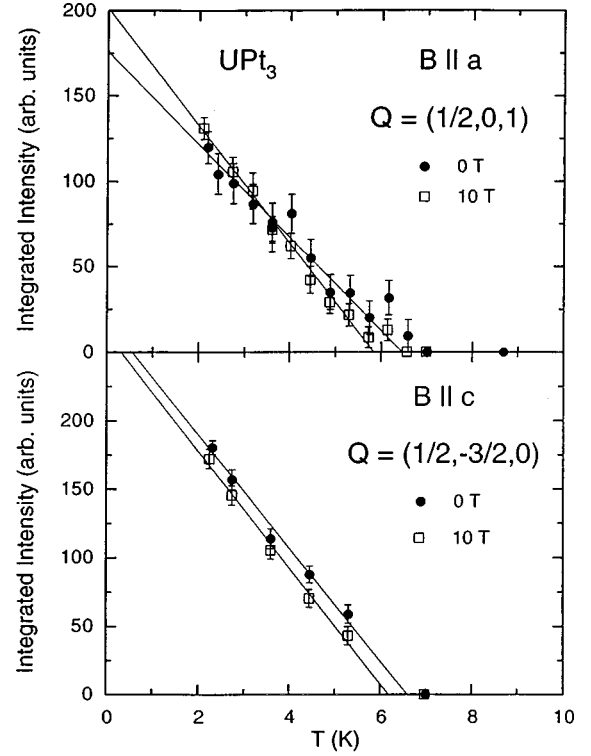 200
150
100
50
0
Integrated Intensity (arb. units)
UPt3
B || a
Q = (1/2,0,1)
0 T
10 T
200
150
100
50
0
Integrated Intensity (arb. units)
B || c
Q = (1/2,-3/2,0)
0 T
10 T
0 2 4 6 8 10
T (K)